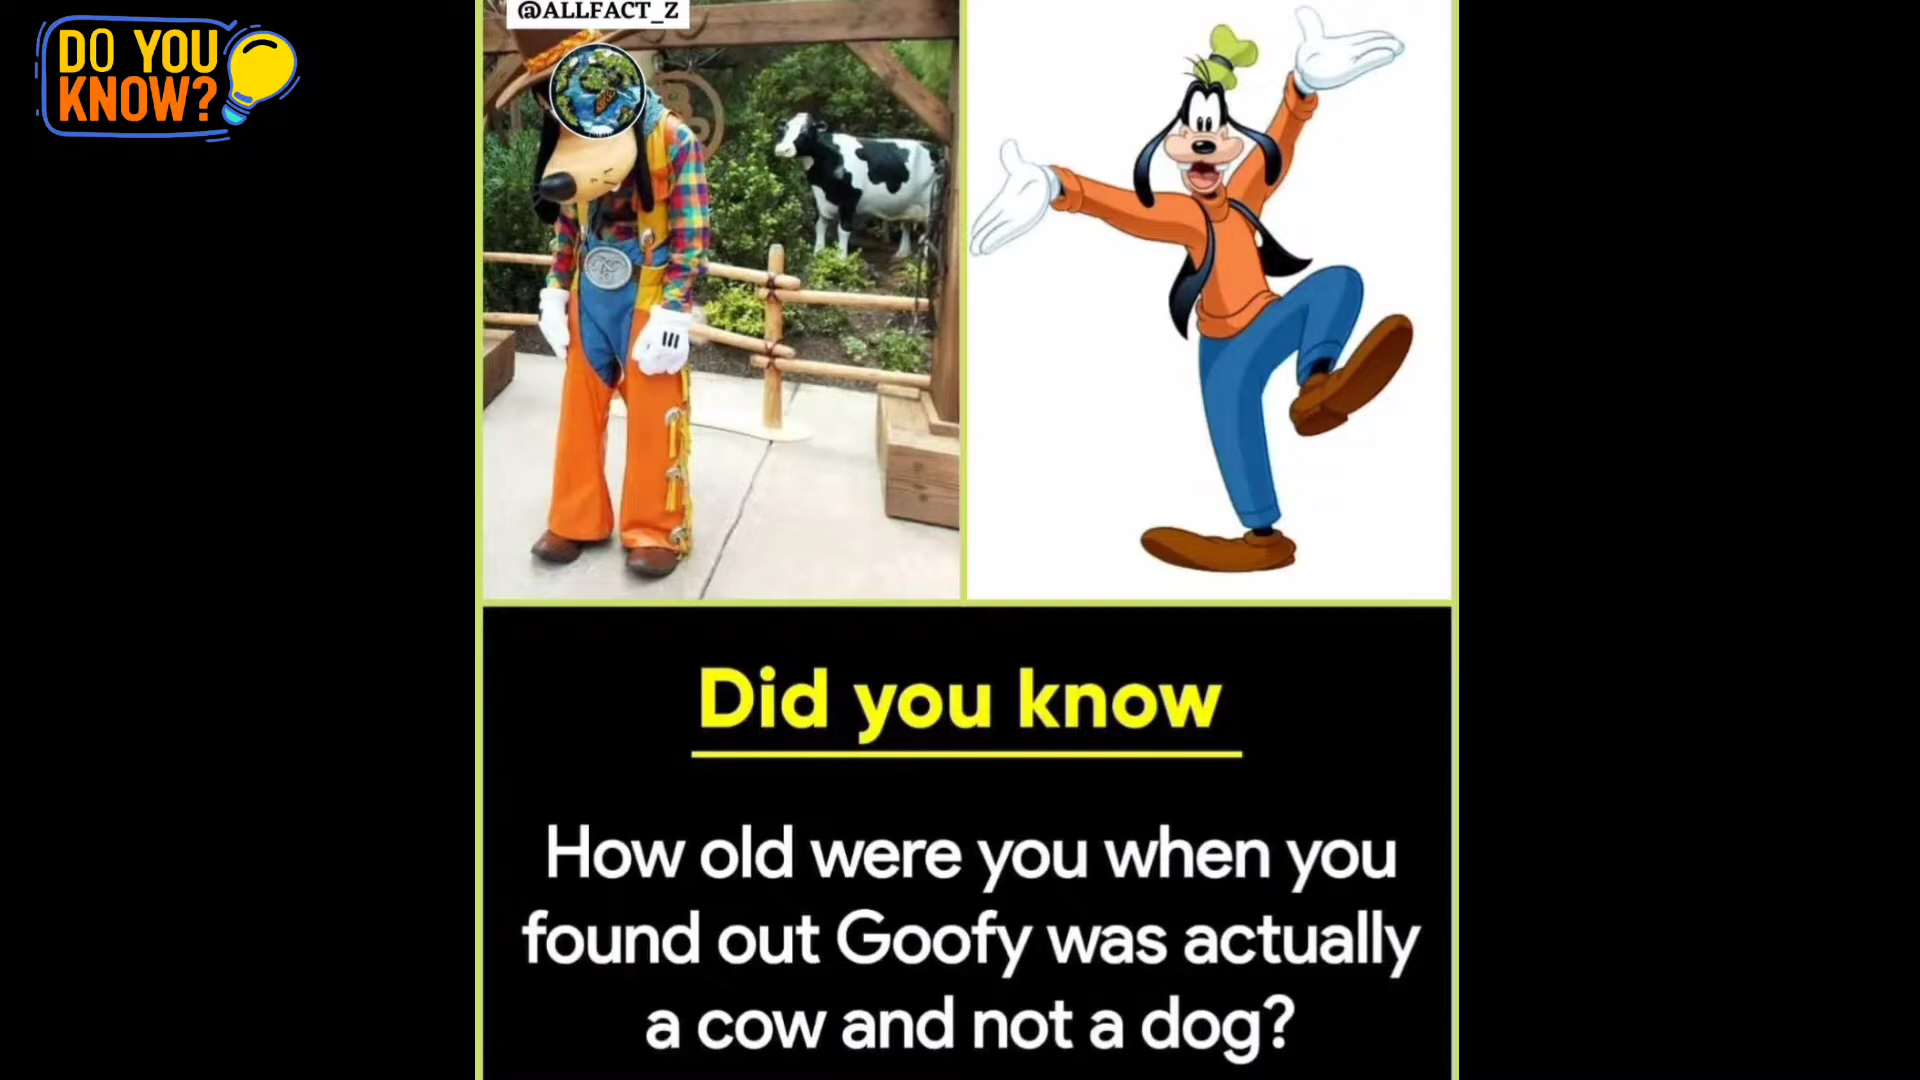 @ALLFACT_Z
DO YOU
KNOW?
Did you know
How old were you when you
found out Goofy was actually
a cow and not a dog?